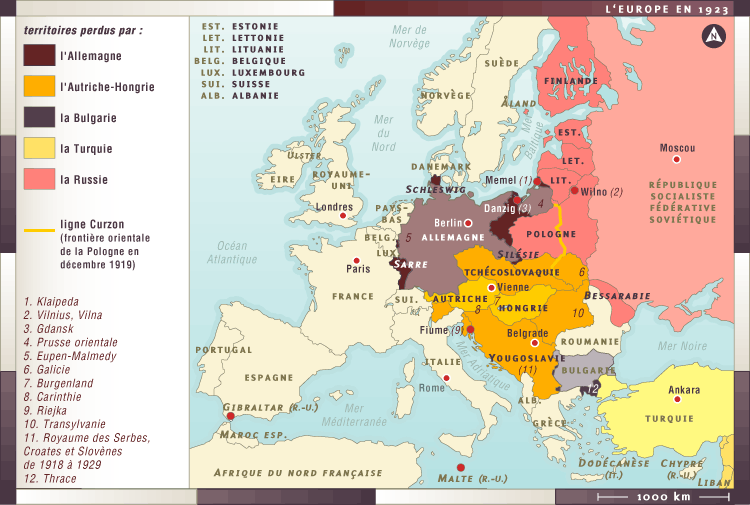 L'EUROPE EN 1923
territoires perdus par :
l'Allemagne
l'Autriche-Hongrie
la Bulgarie
la Turquie
la Russie
ligne Curzon
(frontière orientale
de la Pologne en
décembre 1919)
1. Klaipeda
2. Vilnius, Vilna
3. Gdansk
4. Prusse orientale
5. Eupen-Malmedy
6. Galicie
7. Burgenland
8. Carinthie
9. Riejka
10. Transylvanie
11. Royaume des Serbes,
Croates et Slovènes
de 1918 à 1929
12. Thrace
EST. ESTONIE
LET. LETTONIE
LIT. LITUANIE
BELG. BELGIQUE
LUX. LUXEMBOURG
SUI. SUISSE
ALB. ALBANIE
N
Mer de
Norvège
SUÈDE
FINLANDE
NORVÈGE
ÅLAND
Mer
Baltique
EST.
Mer
du
Nord
Moscou
ULSTER
DANEMARK
LET.
EIRE
ROYAUME-
UNI
SCHLESWIG
Memel (1)
LIT.
Wilno (2)
RÉPUBLIQUE
SOCIALISTE
FÉDÉRATIVE
SOVIÉTIQUE
Londres
PAYS-
BAS
Berlin
Danzig (3)
4
ALLEMAGNE
POLOGNE
BELG.
5
Océan
Atlantique
LUX.
SARRE
SILÉSIE
Paris
TCHÉCOSLOVAQUIE
6
FRANCE
Vienne
BESSARABIE
SUI.
AUTRICHE
7
8
HONGRIE
10
Fiume (9)
Belgrade
ROUMANIE
PORTUGAL
ESPAGNE
ITALIE
Mer Adriatique
YOUGOSLAVIE
(11)
BULGARIE
Mer Noire
Rome
12
Ankara
ALB.
GIBRALTAR (R.-U.)
Mer
Méditerranée
GRÈCE
TURQUIE
MAROC ESP.
AFRIQUE DU NORD FRANÇAISE
MALTE (R.-U.)
DODÉCANÈSE
(IT.)
CHYPRE
(R.-U.)
LIBAN
1000 km